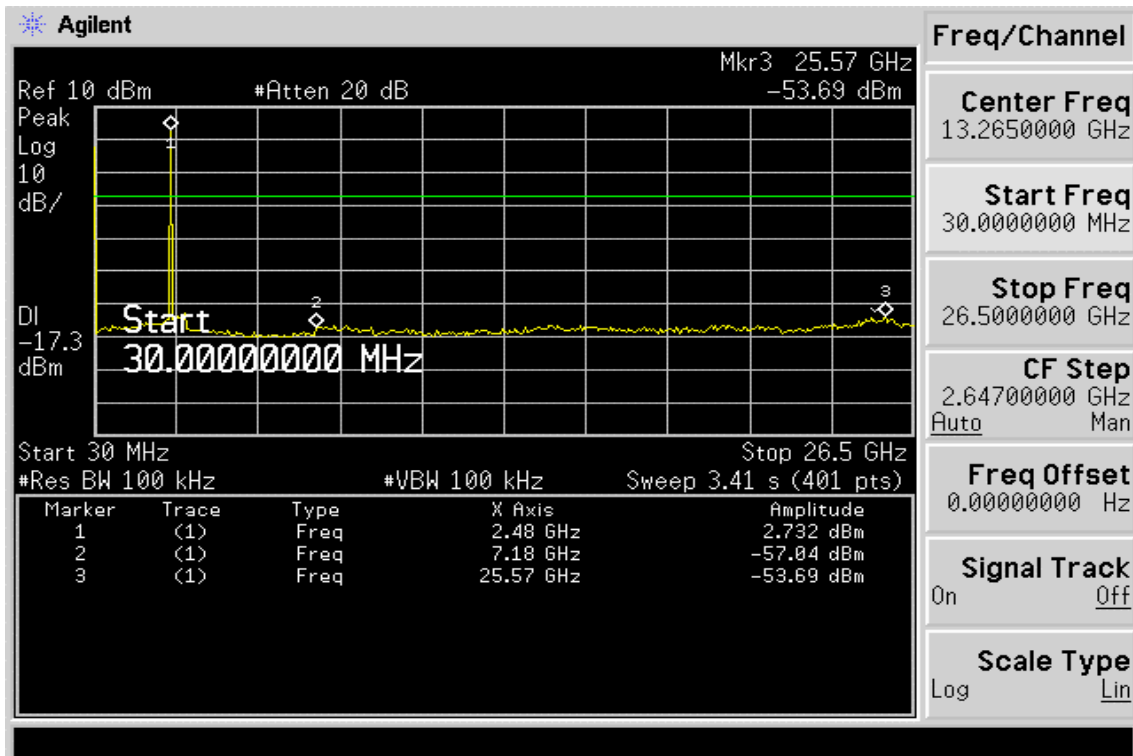 Agilent
Freq/Channel
Mkr3 25.57 GHz
Ref 10 dBm #Atten 20 dB -53.69 dBm
Peak
Log
10
dB/
1
2
3
DI
-17.3
dBm
Start
30.00000000 MHz
Start 30 MHz Stop 26.5 GHz
#Res BW 100 kHz #VBW 100 kHz Sweep 3.41 s (401 pts)
Marker Trace Type X Axis Amplitude
1 (1) Freq 2.48 GHz 2.732 dBm
2 (1) Freq 7.18 GHz -57.04 dBm
3 (1) Freq 25.57 GHz -53.69 dBm
Center Freq
13.2650000 GHz
Start Freq
30.0000000 MHz
Stop Freq
26.5000000 GHz
CF Step
2.64700000 GHz
Auto Man
Freq Offset
0.00000000 Hz
Signal Track
On Off
Scale Type
Log Lin